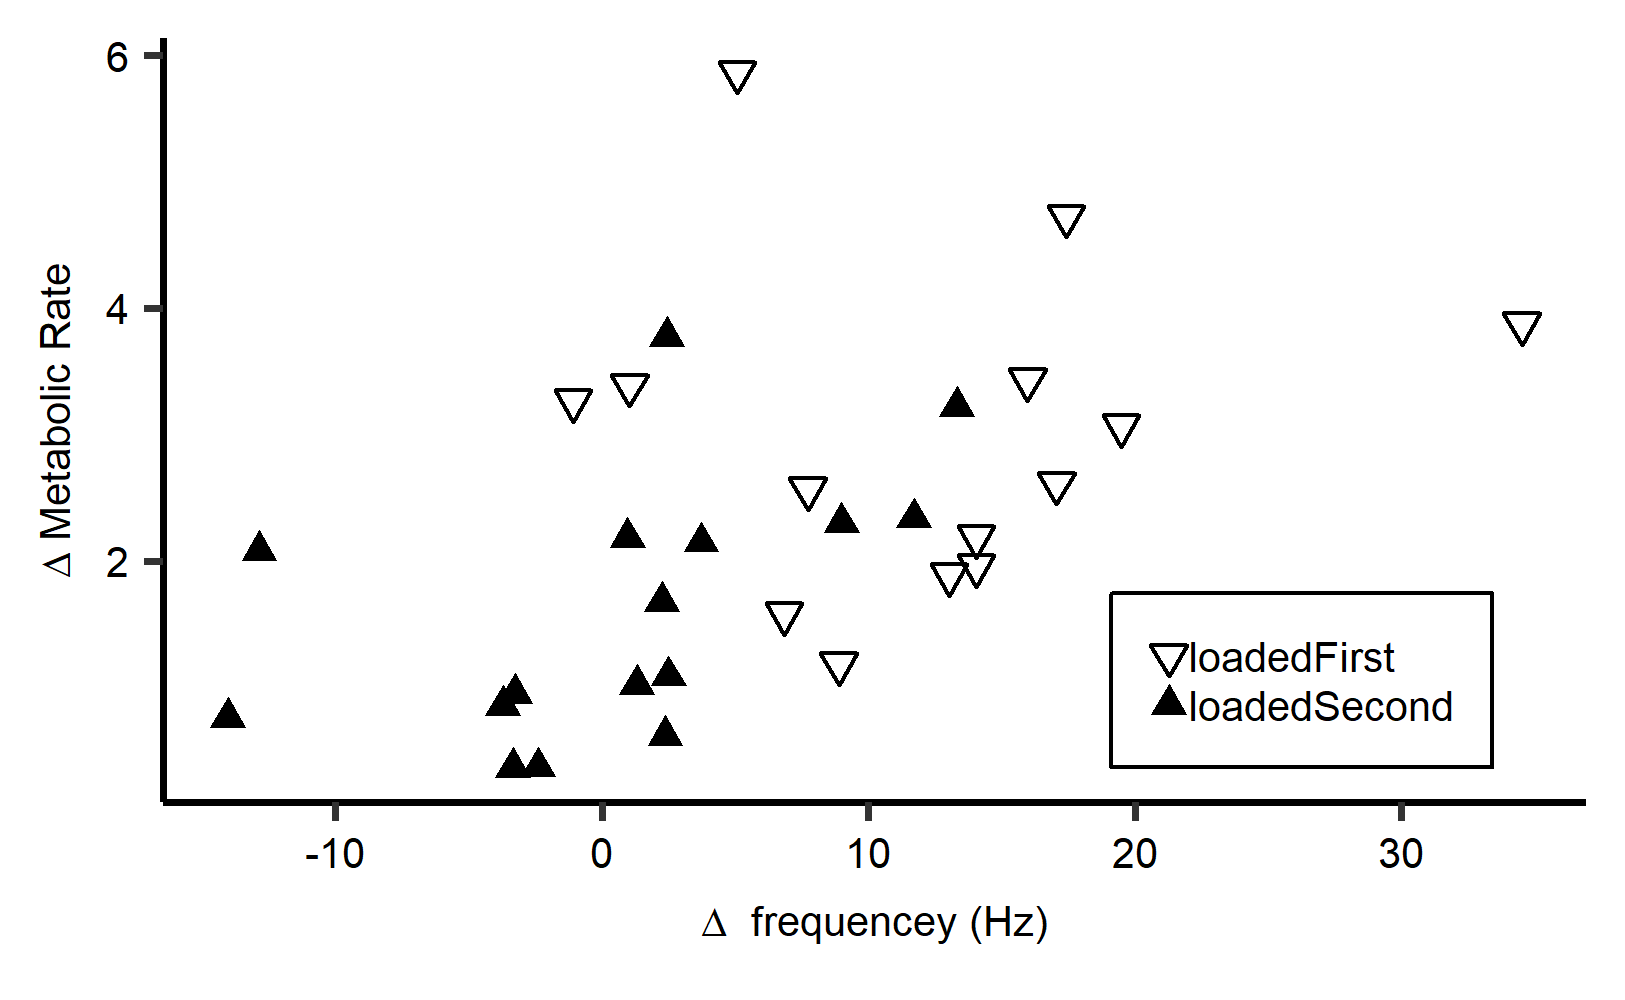 6
4
2
Δ Metabolic Rate
loadedFirst
loadedSecond
-10 0 10 20 30
Δ frequencey (Hz)